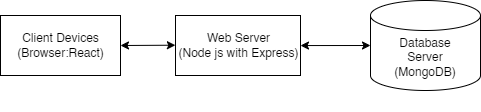 Client Devices
(Browser:React)
Web Server
(Node js with Express)
Database
Server
(MongoDB)